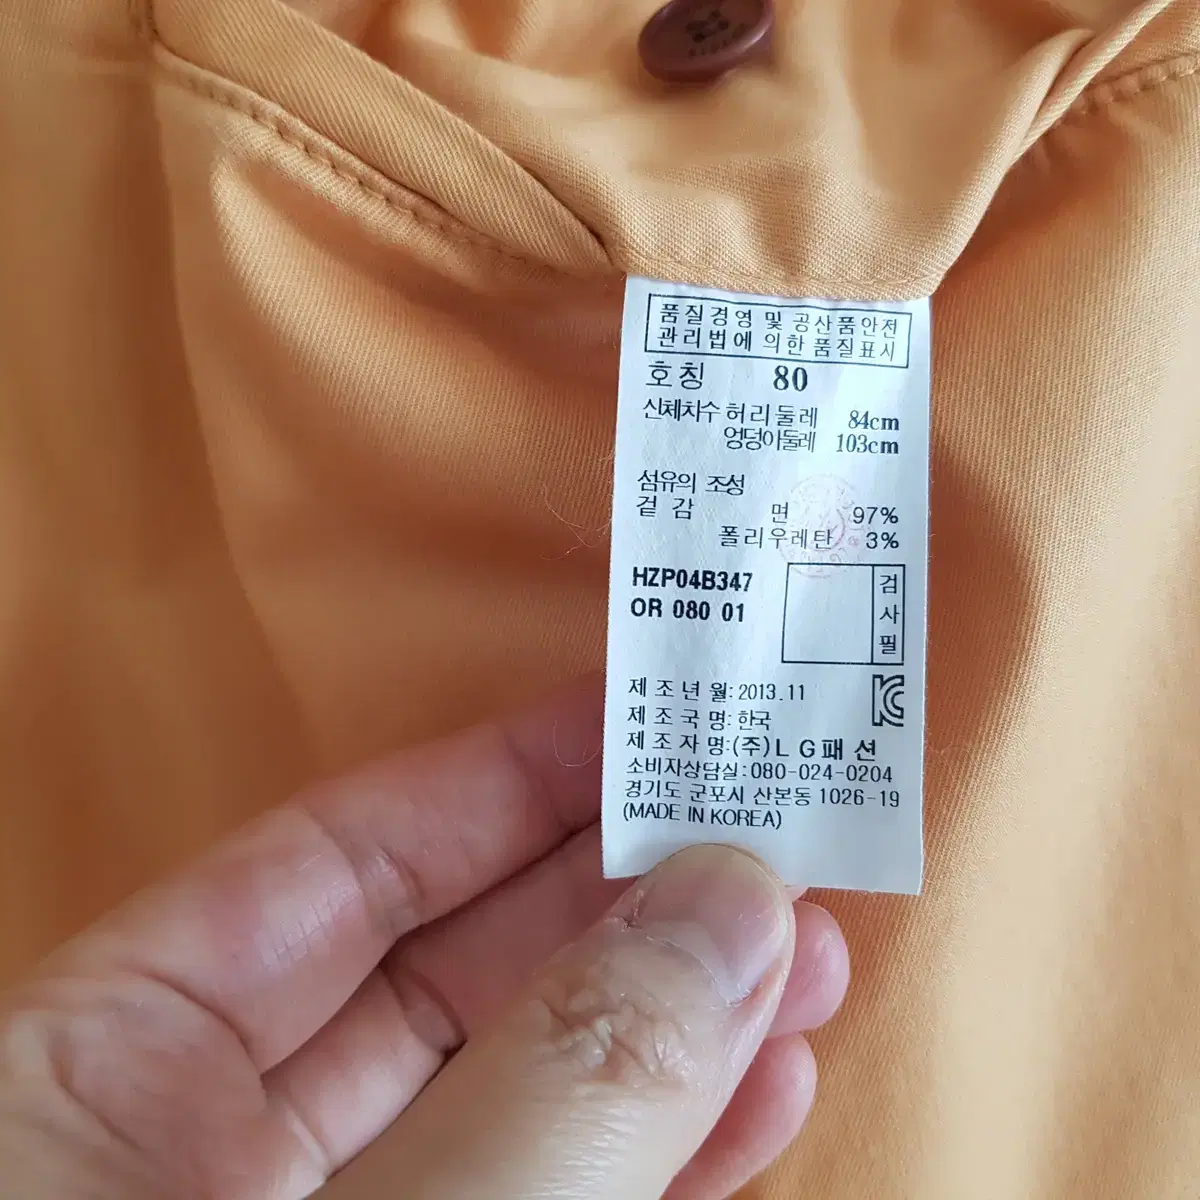 품질경영 및 공산품안전
관리법에 의한 품질표시
호칭 80
신체치수 허리둘레 84cm
엉덩이둘레 103cm
섬유의 조성
겉감 면 97%
폴리우레탄 3%
HZP04B347
OR 080 01
검사필
제조년월: 2013.11
제조국명: 한국
제조자명:(주)LG패션
소비자상담실:080-024-0204
경기도 군포시 산본동 1026-19
(MADE IN KOREA)